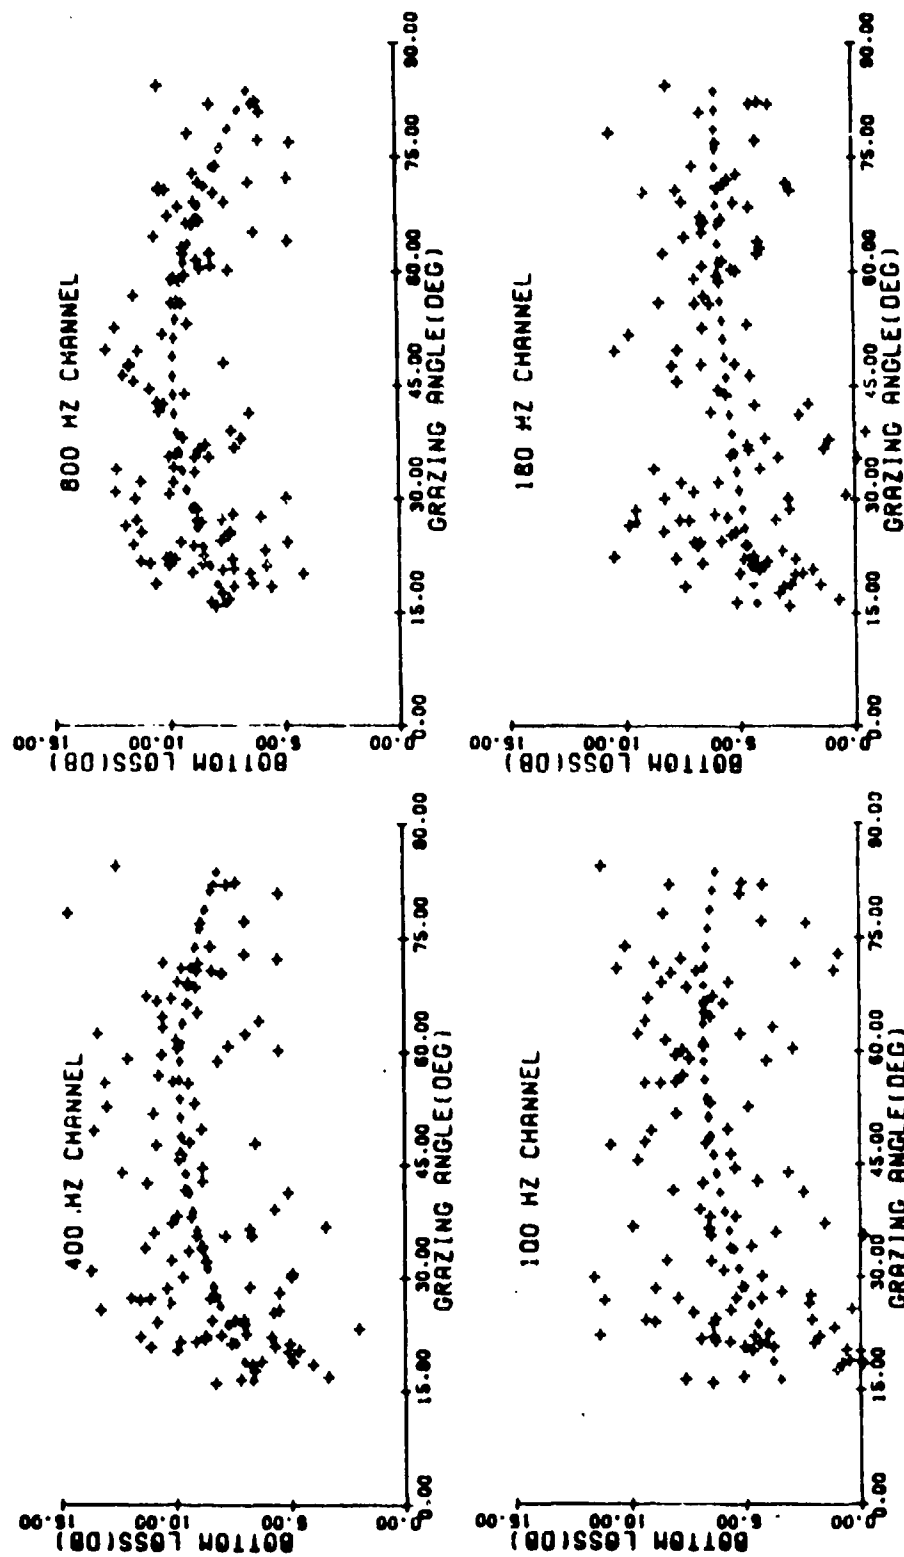 400 HZ CHANNEL
BOTTOM LOSS(DB)
15.00
10.00
5.00
0.00
0.00 15.00 30.00 45.00 60.00 75.00 90.00
GRAZING ANGLE(DEG)
800 HZ CHANNEL
BOTTOM LOSS(DB)
15.00
10.00
5.00
0.00
0.00 15.00 30.00 45.00 60.00 75.00 90.00
GRAZING ANGLE(DEG)
100 HZ CHANNEL
BOTTOM LOSS(DB)
15.00
10.00
5.00
0.00
0.00 15.00 30.00 45.00 60.00 75.00 90.00
GRAZING ANGLE(DEG)
180 HZ CHANNEL
BOTTOM LOSS(DB)
15.00
10.00
5.00
0.00
0.00 15.00 30.00 45.00 60.00 75.00 90.00
GRAZING ANGLE(DEG)